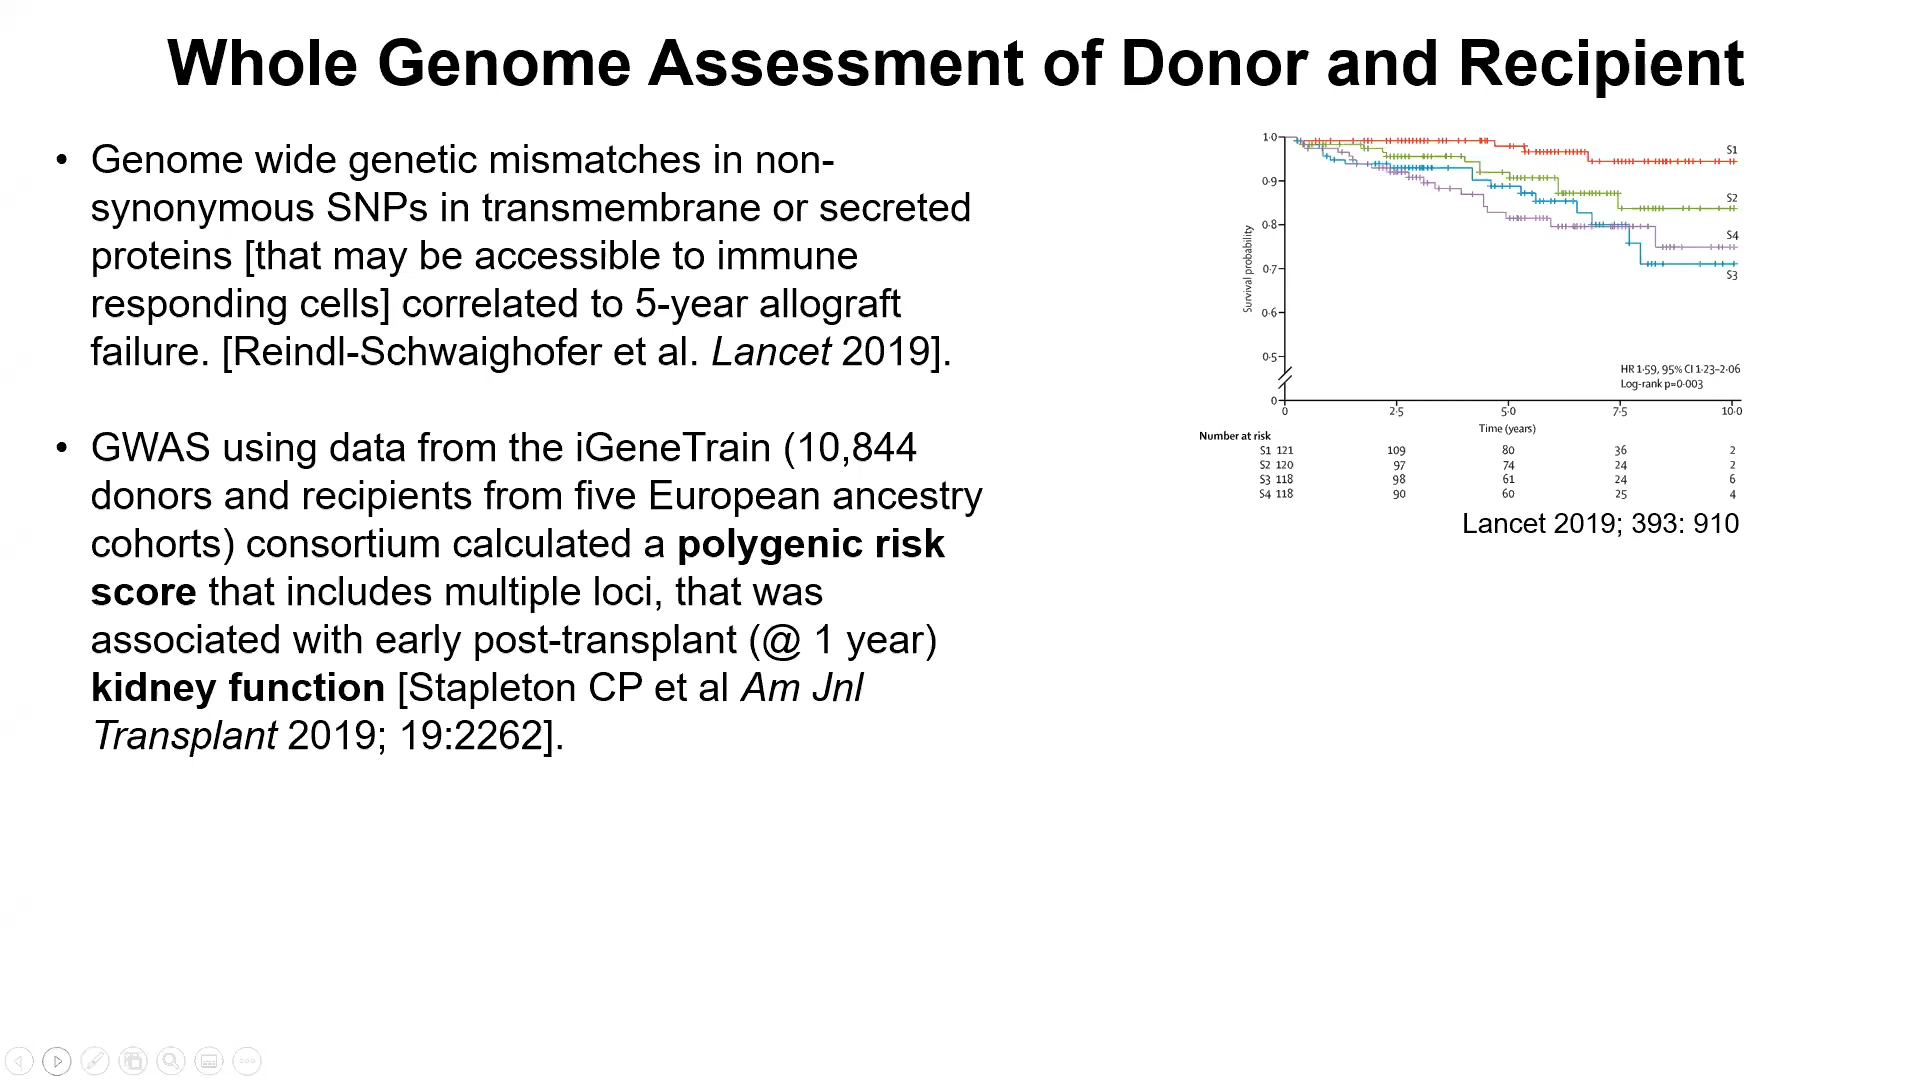 Whole Genome Assessment of Donor and Recipient
• Genome wide genetic mismatches in non-
synonymous SNPs in transmembrane or secreted
proteins [that may be accessible to immune
responding cells] correlated to 5-year allograft
failure. [Reindl-Schwaighofer et al. Lancet 2019].
• GWAS using data from the iGeneTrain (10,844
donors and recipients from five European ancestry
cohorts) consortium calculated a polygenic risk
score that includes multiple loci, that was
associated with early post-transplant (@ 1 year)
kidney function [Stapleton CP et al Am Jnl
Transplant 2019; 19:2262].
Survival probability
1·0
0·9
0·8
0·7
0·6
0·5
0
S1
S2
S4
S3
HR 1·59, 95% CI 1·23–2·06
Log-rank p=0·003
0 2·5 5·0 7·5 10·0
Time (years)
Number at risk
S1 121 109 80 36 2
S2 120 97 74 24 2
S3 118 98 61 24 6
S4 118 90 60 25 4
Lancet 2019; 393: 910